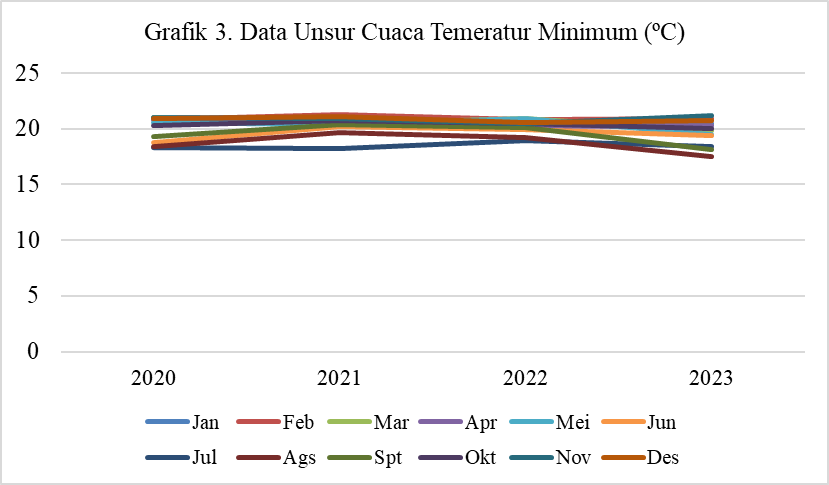 Grafik 3. Data Unsur Cuaca Temeratur Minimum (ºC)
25
20
15
10
5
0
2020 2021 2022 2023
Jan Feb Mar Apr Mei Jun
Jul Ags Spt Okt Nov Des